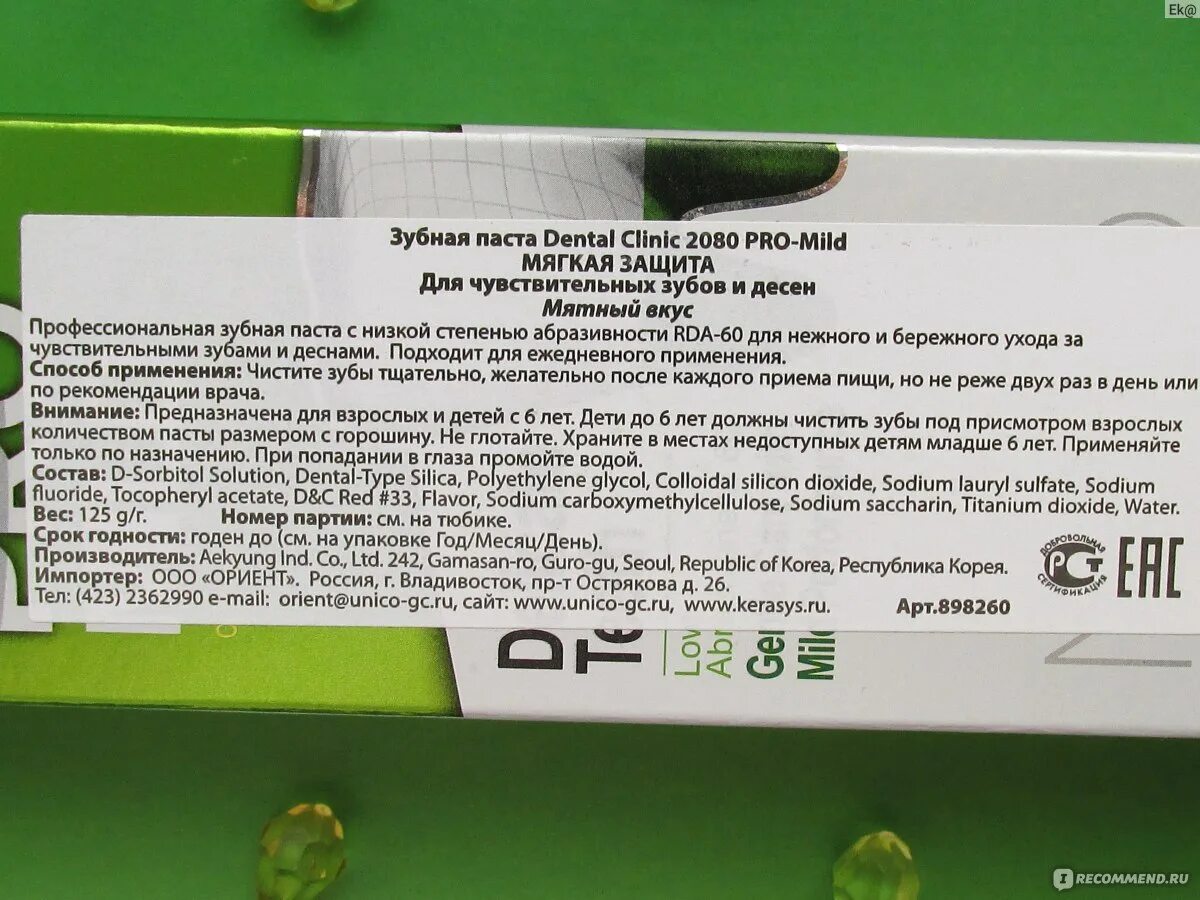 Ek@
Зубная паста Dental Clinic 2080 PRO-Mild
МЯГКАЯ ЗАЩИТА
Для чувствительных зубов и десен
Мятный вкус
Профессиональная зубная паста с низкой степенью абразивности RDA-60 для нежного и бережного ухода за
чувствительными зубами и деснами. Подходит для ежедневного применения.
Способ применения: Чистите зубы тщательно, желательно после каждого приема пищи, но не реже двух раз в день или
по рекомендации врача.
Внимание: Предназначена для взрослых и детей с 6 лет. Дети до 6 лет должны чистить зубы под присмотром взрослых
количеством пасты размером с горошину. Не глотайте. Храните в местах недоступных детям младше 6 лет. Применяйте
только по назначению. При попадании в глаза промойте водой.
Состав: D-Sorbitol Solution, Dental-Type Silica, Polyethylene glycol, Colloidal silicon dioxide, Sodium lauryl sulfate, Sodium
fluoride, Tocopheryl acetate, D&C Red #33, Flavor, Sodium carboxymethylcellulose, Sodium saccharin, Titanium dioxide, Water.
Вес: 125 g/г. Номер партии: см. на тюбике.
Срок годности: годен до (см. на упаковке Год/Месяц/День).
Производитель: Aekyung Ind. Co., Ltd. 242, Gamasan-ro, Guro-gu, Seoul, Republic of Korea, Республика Корея.
Импортер: ООО «ОРИЕНТ». Россия, г. Владивосток, пр-т Острякова д. 26.
Тел: (423) 2362990 e-mail: orient@unico-gc.ru, сайт: www.unico-gc.ru, www.kerasys.ru. Арт.898260
ДОБРОВОЛЬНАЯ
РСТ
СЕРТИФИКАЦИЯ
EAC
D
Te
Low
Abr
Ge
Mild
IRECOMMEND.RU